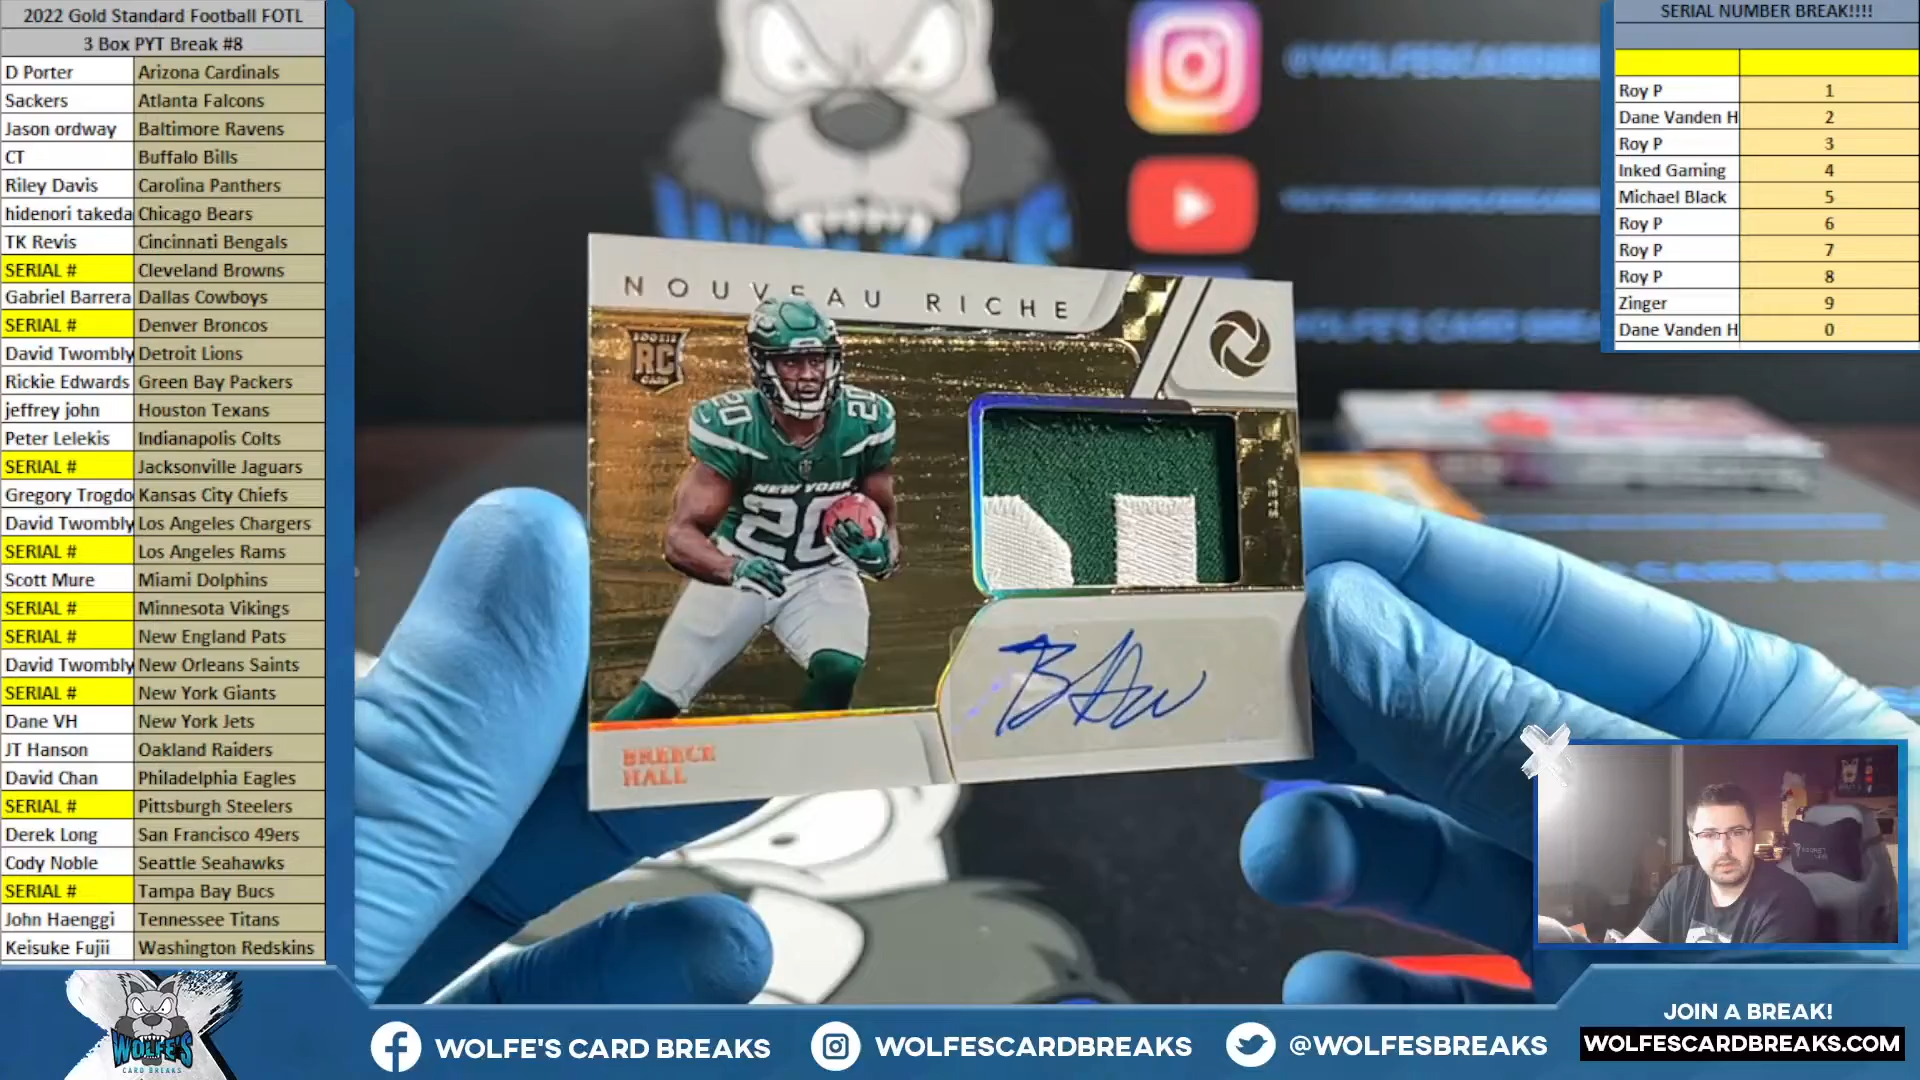 2022 Gold Standard Football FOTL
3 Box PYT Break #8
D Porter Arizona Cardinals
Sackers Atlanta Falcons
Jason ordway Baltimore Ravens
CT Buffalo Bills
Riley Davis Carolina Panthers
hidenori takeda Chicago Bears
TK Revis Cincinnati Bengals
SERIAL # Cleveland Browns
Gabriel Barrera Dallas Cowboys
SERIAL # Denver Broncos
David Twombly Detroit Lions
Rickie Edwards Green Bay Packers
jeffrey john Houston Texans
Peter Lelekis Indianapolis Colts
SERIAL # Jacksonville Jaguars
Gregory Trogdo Kansas City Chiefs
David Twombly Los Angeles Chargers
SERIAL # Los Angeles Rams
Scott Mure Miami Dolphins
SERIAL # Minnesota Vikings
SERIAL # New England Pats
David Twombly New Orleans Saints
SERIAL # New York Giants
Dane VH New York Jets
JT Hanson Oakland Raiders
David Chan Philadelphia Eagles
SERIAL # Pittsburgh Steelers
Derek Long San Francisco 49ers
Cody Noble Seattle Seahawks
SERIAL # Tampa Bay Bucs
John Haenggi Tennessee Titans
Keisuke Fujii Washington Redskins
@WOLFESCARDBREAKS
WOLFE'S
NOUVEAU RICHE
ROOKIE
RC
CARD
20
20
NEW YORK
20
BREECE
HALL
SERIAL NUMBER BREAK!!!!
Roy P 1
Dane Vanden H 2
Roy P 3
Inked Gaming 4
Michael Black 5
Roy P 6
Roy P 7
Roy P 8
Zinger 9
Dane Vanden H 0
WOLFE'S
CARD BREAKS
WOLFE'S CARD BREAKS
WOLFESCARDBREAKS
@WOLFESBREAKS
JOIN A BREAK!
WOLFESCARDBREAKS.COM